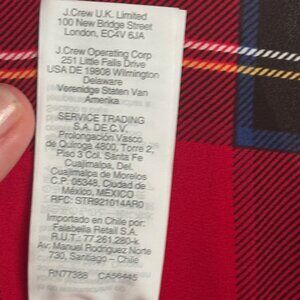 J.Crew U.K. Limited
100 New Bridge Street
London, EC4V 6JA
J.Crew Operating Corp
251 Little Falls Drive
USA DE 19808 Wilmington
Delaware
Verenidge Staten Van
Amerika
SERVICE TRADING
S.A. DE C.V.
Prolongación Vasco
de Quiroga 4800, Torre 2,
Piso 3 Col. Santa Fe
Cuajimalpa, Del.
Cuajimalpa de Morelos
C.P. 05348, Ciudad de
México, MÉXICO
RFC: STR921014AR0
Importado en Chile por:
Falabella Retail S.A.
R.U.T.: 77.261.280-k
Av. Manuel Rodriguez Norte
730, Santiago - Chile
RN77388 CA56445